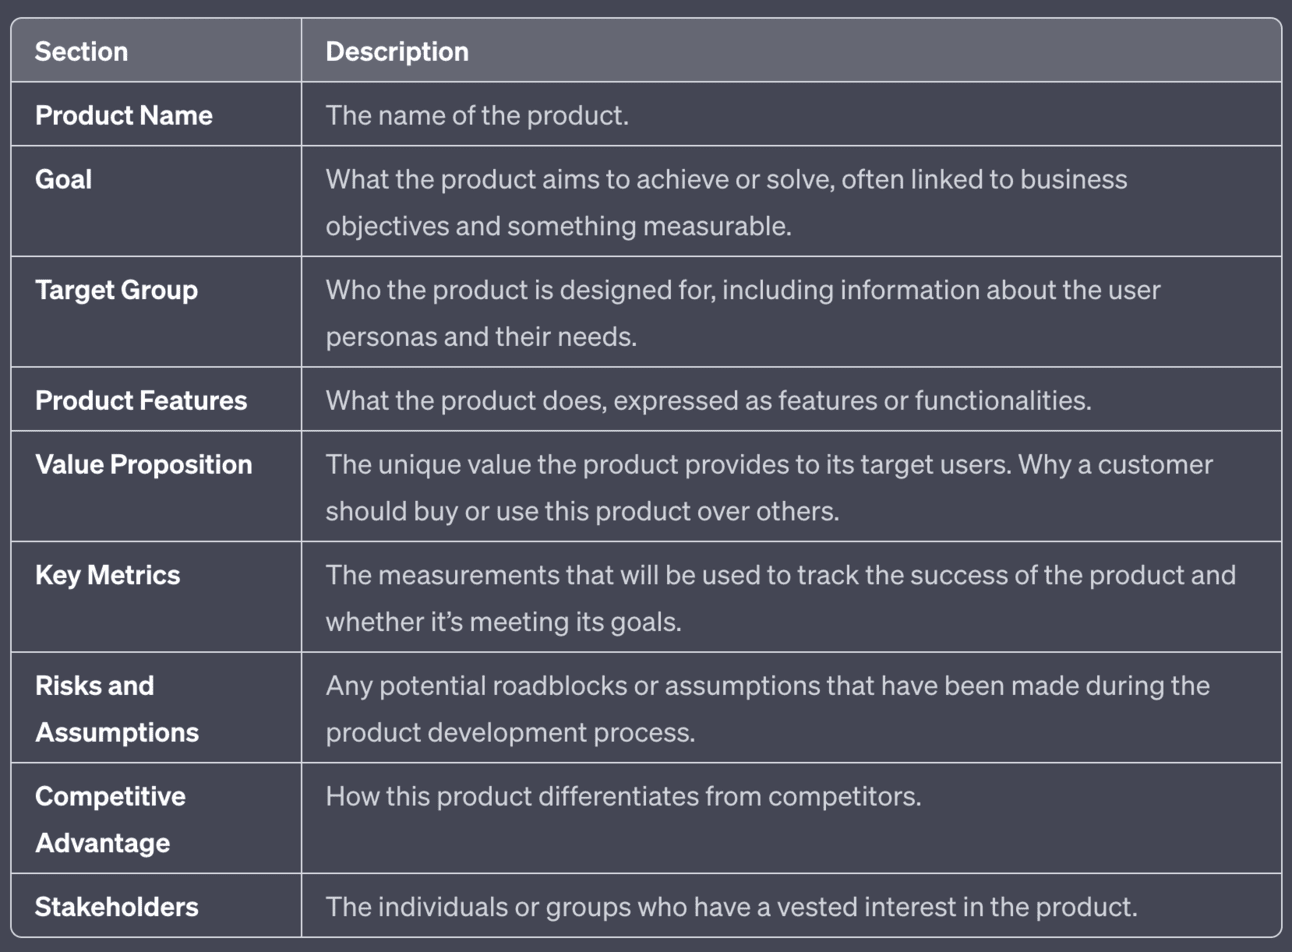 Section
Description
Product Name
The name of the product.
Goal
What the product aims to achieve or solve, often linked to business
objectives and something measurable.
Target Group
Who the product is designed for, including information about the user
personas and their needs.
Product Features
What the product does, expressed as features or functionalities.
Value Proposition
The unique value the product provides to its target users. Why a customer
should buy or use this product over others.
Key Metrics
The measurements that will be used to track the success of the product and
whether it’s meeting its goals.
Risks and
Assumptions
Any potential roadblocks or assumptions that have been made during the
product development process.
Competitive
Advantage
How this product differentiates from competitors.
Stakeholders
The individuals or groups who have a vested interest in the product.